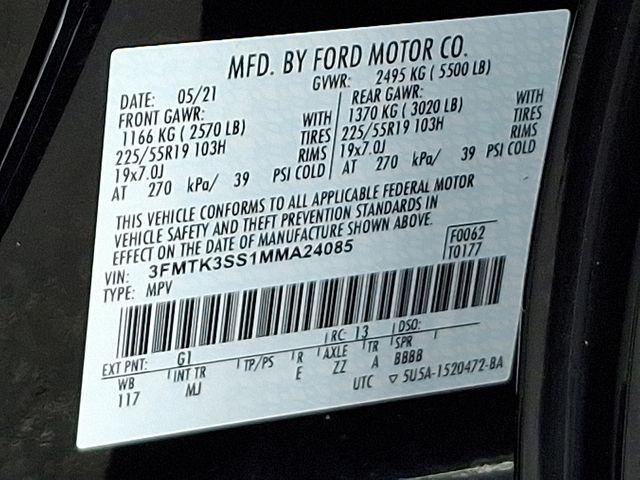 MFD. BY FORD MOTOR CO.
DATE: 05/21 GVWR: 2495 KG ( 5500 LB)
FRONT GAWR: REAR GAWR:
1166 KG ( 2570 LB) WITH 1370 KG ( 3020 LB) WITH
225/55R19 103H TIRES 225/55R19 103H TIRES
19x7.0J RIMS 19x7.0J RIMS
AT 270 kPa/ 39 PSI COLD AT 270 kPa/ 39 PSI COLD
THIS VEHICLE CONFORMS TO ALL APPLICABLE FEDERAL MOTOR
VEHICLE SAFETY AND THEFT PREVENTION STANDARDS IN
EFFECT ON THE DATE OF MANUFACTURE SHOWN ABOVE.
VIN: 3FMTK3SS1MMA24085 F0062
TYPE: MPV T0177
EXT PNT: G1 RC: 13 DSO:
WB INT TR TP/PS R AXLE TR SPR
117 MJ E ZZ A BBBB
UTC ▽ 5U5A-1520472-BA